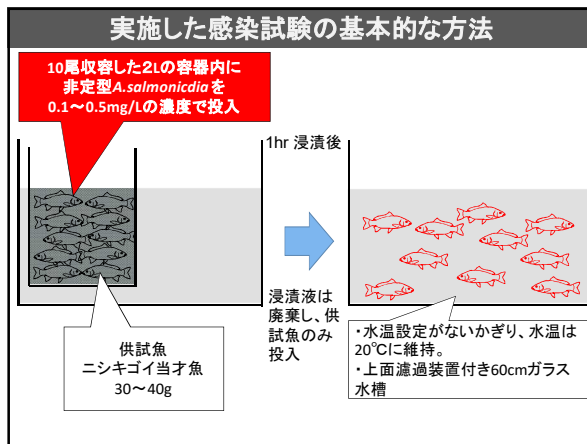 実施した感染試験の基本的な方法
10尾収容した2Lの容器内に
非定型A.salmonicdiaを
0.1～0.5mg/Lの濃度で投入
1hr 浸漬後
浸漬液は
廃棄し、供
試魚のみ
投入
供試魚
ニシキゴイ当才魚
30～40g
・水温設定がないかぎり、水温は
20℃に維持。
・上面濾過装置付き60cmガラス
水槽